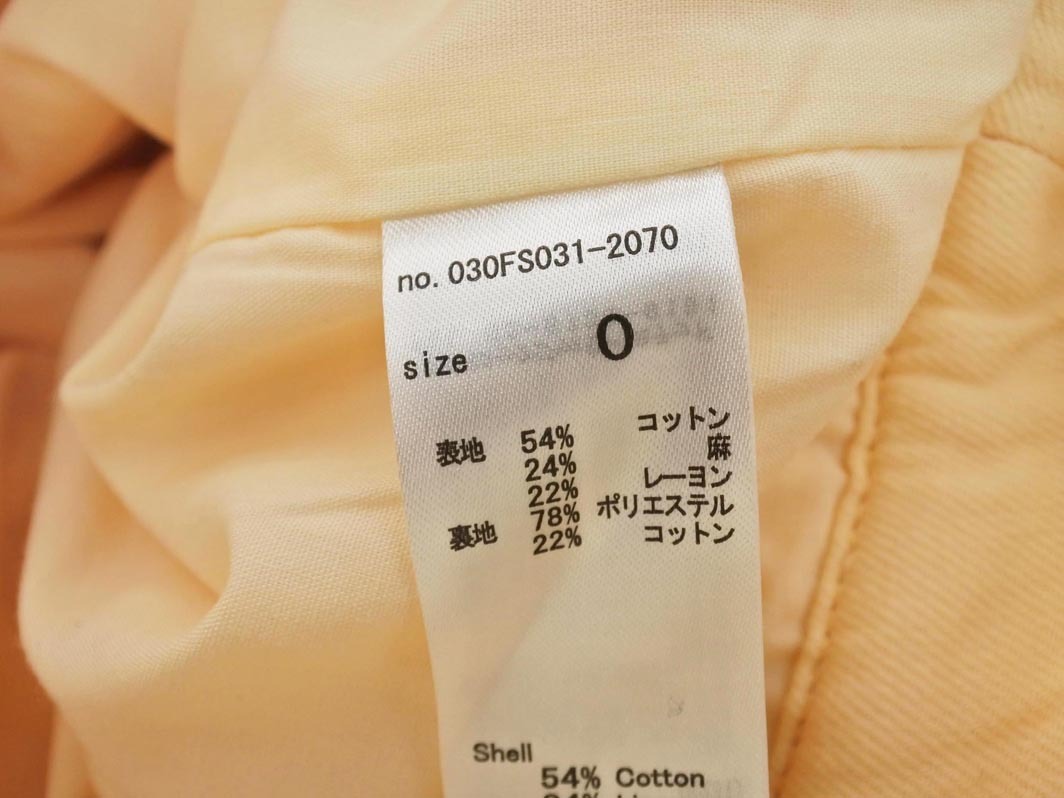 no. 030FS031-2070
size 0
表地 54% コットン
24% 麻
22% レーヨン
裏地 78% ポリエステル
22% コットン
Shell
54% Cotton